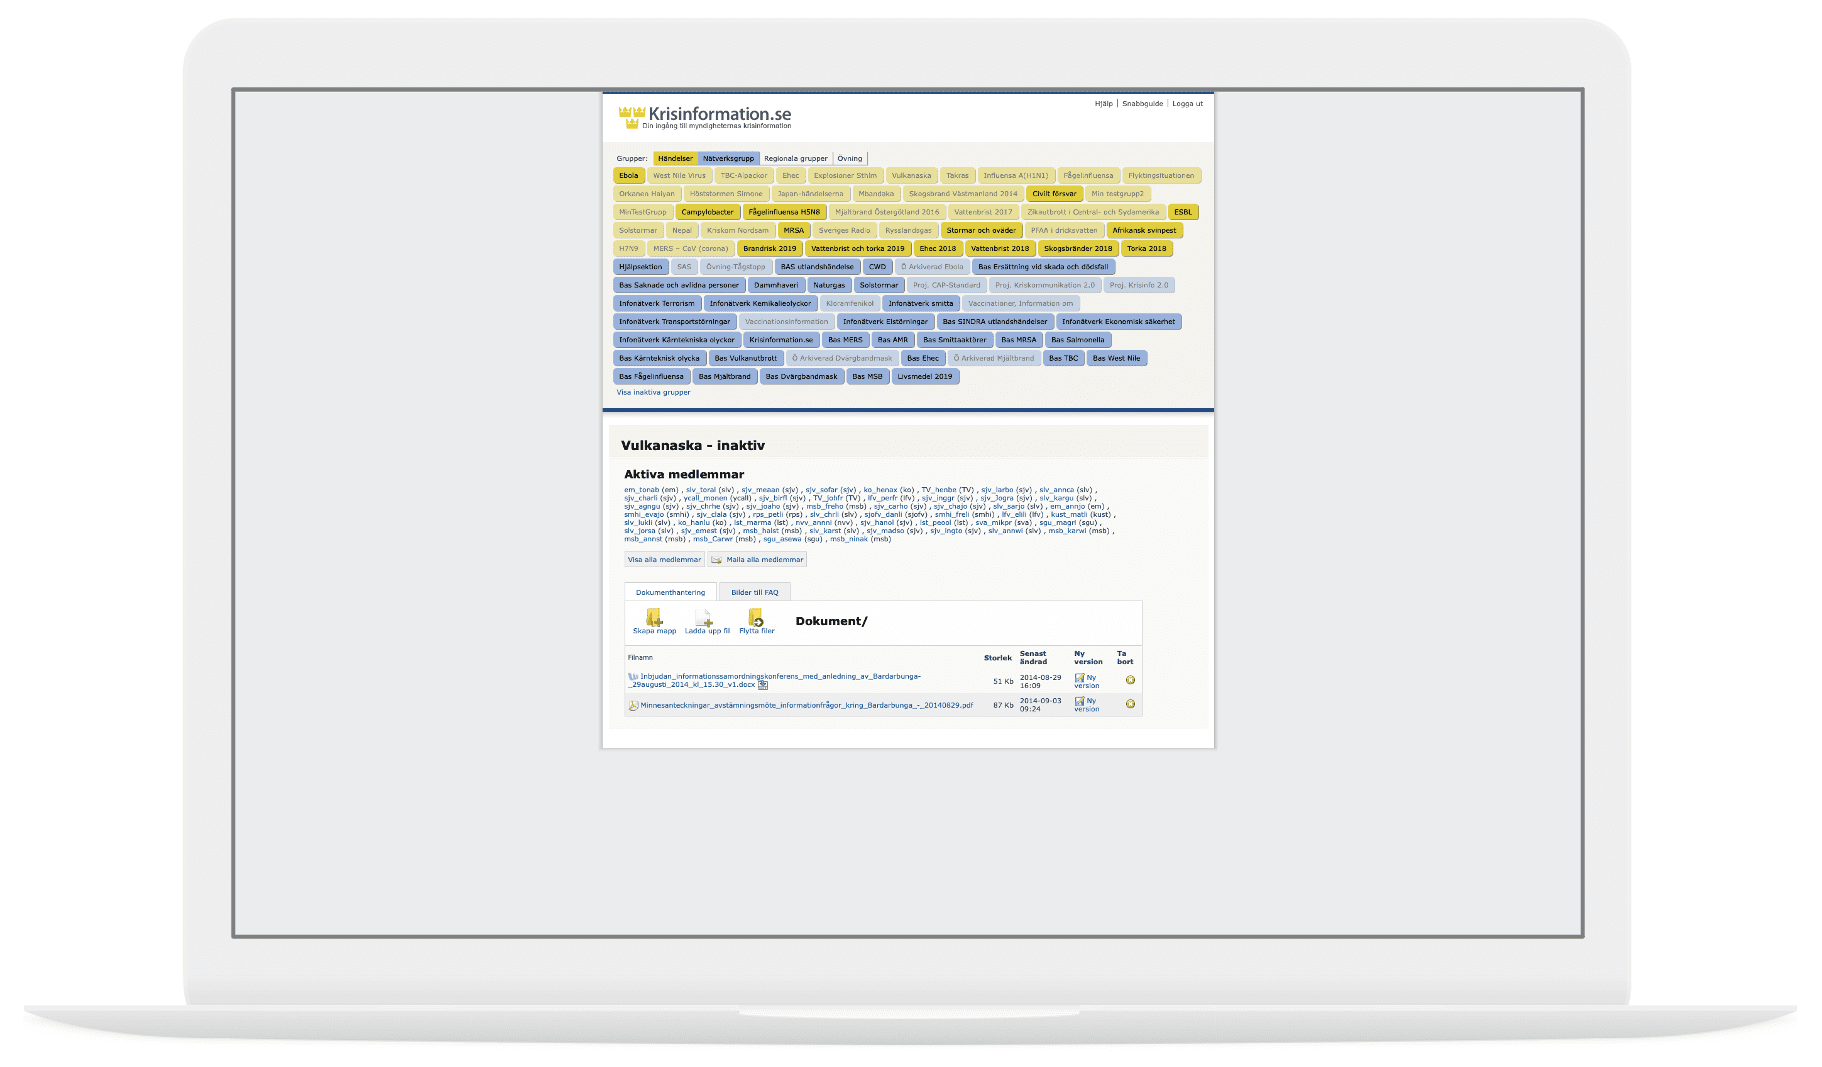 Krisinformation.se
Din ingång till myndigheternas krisinformation
Hjälp | Snabbguide | Logga ut
Grupper: Händelser Nätverksgrupp Regionala grupper Övning
Ebola West Nile Virus TBC-Alpackor Ehec Explosioner Sthlm Vulkanaska Takras Influensa A(H1N1) Fågelinfluensa Flyktingsituationen
Orkanen Haiyan Höststormen Simone Japan-händelserna Mbandaka Skogsbrand Västmanland 2014 Civilt försvar Min testgrupp2
MinTestGrupp Campylobacter Fågelinfluensa H5N8 Mjältbrand Östergötland 2016 Vattenbrist 2017 Zikautbrott i Central- och Sydamerika ESBL
Solstormar Nepal Kriskom Nordsam MRSA Sveriges Radio Rysslandsgas Stormar och oväder PFAA i dricksvatten Afrikansk svinpest
H7N9 MERS – CoV (corona) Brandrisk 2019 Vattenbrist och torka 2019 Ehec 2018 Vattenbrist 2018 Skogsbränder 2018 Torka 2018
Hjälpsektion SAS Övning-Tågstopp BAS utlandshändelse CWD Ö Arkiverad Ebola Bas Ersättning vid skada och dödsfall
Bas Saknade och avlidna personer Dammhaveri Naturgas Solstormar Proj. CAP-Standard Proj. Kriskommunikation 2.0 Proj. Krisinfo 2.0
Infonätverk Terrorism Infonätverk Kemikalieolyckor Kloramfenikol Infonätverk smitta Vaccinationer, Information om
Infonätverk Transportstörningar Vaccinationsinformation Infonätverk Elstörningar Bas SINDRA utlandshändelser Infonätverk Ekonomisk säkerhet
Infonätverk Kärntekniska olyckor Krisinformation.se Bas MERS Bas AMR Bas Smittaaktörer Bas MRSA Bas Salmonella
Bas Kärnteknisk olycka Bas Vulkanutbrott Ö Arkiverad Dvärgbandmask Bas Ehec Ö Arkiverad Mjältbrand Bas TBC Bas West Nile
Bas Fågelinfluensa Bas Mjältbrand Bas Dvärgbandmask Bas MSB Livsmedel 2019
Visa inaktiva grupper
Vulkanaska - inaktiv
Aktiva medlemmar
em_tonab (em) , slv_toral (slv) , sjv_meaan (sjv) , sjv_sofar (sjv) , ko_henax (ko) , TV_henbe (TV) , sjv_larbo (sjv) , slv_annca (slv) ,
sjv_charli (sjv) , ycall_monen (ycall) , sjv_birfl (sjv) , TV_johfr (TV) , lfv_perfr (lfv) , sjv_inggr (sjv) , sjv_jogra (sjv) , slv_kargu (slv) ,
sjv_agngu (sjv) , sjv_chrhe (sjv) , sjv_joaho (sjv) , msb_freho (msb) , sjv_carho (sjv) , sjv_chajo (sjv) , slv_sarjo (slv) , em_annjo (em) ,
smhi_evajo (smhi) , sjv_clala (sjv) , rps_petli (rps) , slv_chrli (slv) , sjofv_danli (sjofv) , smhi_freli (smhi) , lfv_elili (lfv) , kust_matli (kust) ,
slv_lukli (slv) , ko_hanlu (ko) , lst_marma (lst) , nvv_annni (nvv) , sjv_hanol (sjv) , lst_peool (lst) , sva_mikpr (sva) , sgu_magri (sgu) ,
slv_jorsa (slv) , sjv_emest (sjv) , msb_halst (msb) , slv_karst (slv) , sjv_madso (sjv) , sjv_ingto (sjv) , slv_annwi (slv) , msb_karwi (msb) ,
msb_annst (msb) , msb_Carwr (msb) , sgu_asewa (sgu) , msb_ninak (msb)
Visa alla medlemmar Maila alla medlemmar
Dokumenthantering Bilder till FAQ
Skapa mapp Ladda upp fil Flytta filer Dokument/
Filnamn Storlek Senast ändrad Ny version Ta bort
Inbjudan_informationssamordningskonferens_med_anledning_av_Bardarbunga-
_29augusti_2014_kl_15.30_v1.docx 51 Kb 2014-08-29 16:09 Ny version
Minnesanteckningar_avstämningsmöte_informationfrågor_kring_Bardarbunga_-_20140829.pdf 87 Kb 2014-09-03 09:24 Ny version